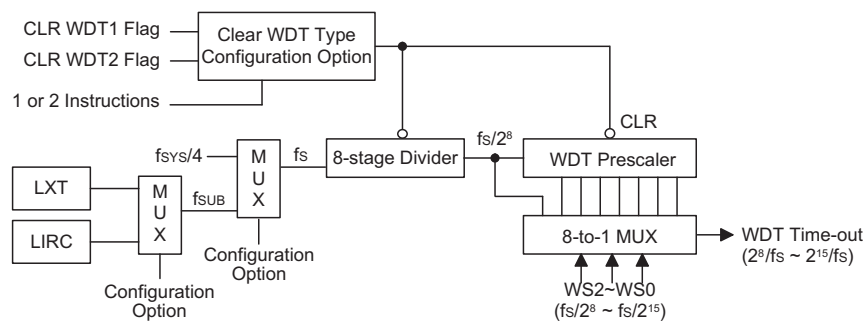 CLR WDT1 Flag
CLR WDT2 Flag
1 or 2 Instructions
Clear WDT Type
Configuration Option
CLR
fSYS/4
M
U
X
fS
8-stage Divider
fS/2⁸
WDT Prescaler
LXT
LIRC
M
U
X
fSUB
Configuration
Option
Configuration
Option
8-to-1 MUX
WDT Time-out
(2⁸/fS ~ 2¹⁵/fS)
WS2~WS0
(fS/2⁸ ~ fS/2¹⁵)